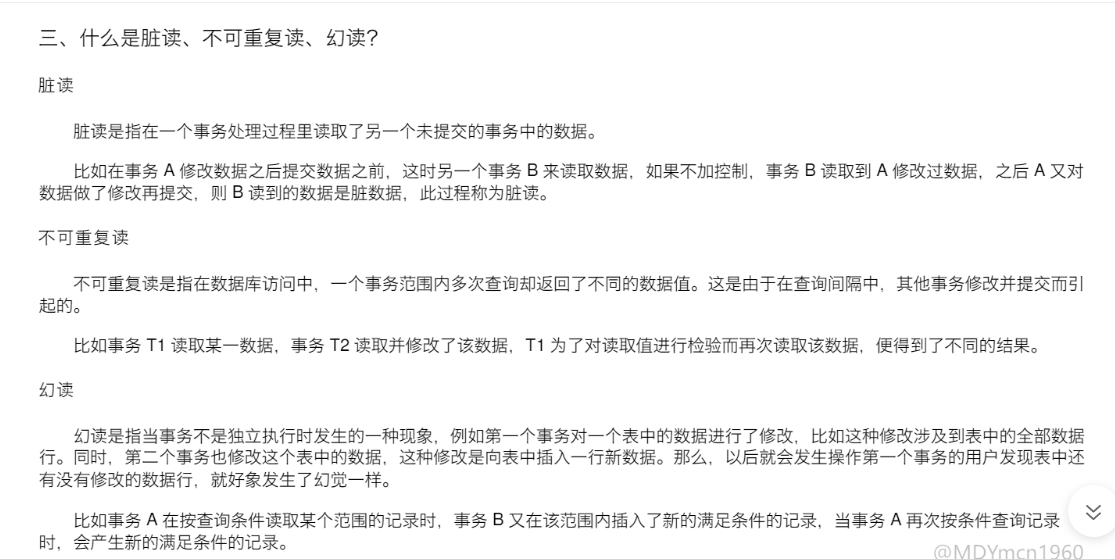 三、什么是脏读、不可重复读、幻读?
脏读
脏读是指在一个事务处理过程里读取了另一个未提交的事务中的数据。
比如在事务 A 修改数据之后提交数据之前，这时另一个事务 B 来读取数据，如果不加控制，事务 B 读取到 A 修改过数据，之后 A 又对
数据做了修改再提交，则 B 读到的数据是脏数据，此过程称为脏读。
不可重复读
不可重复读是指在数据库访问中，一个事务范围内多次查询却返回了不同的数据值。这是由于在查询间隔中，其他事务修改并提交而引
起的。
比如事务 T1 读取某一数据，事务 T2 读取并修改了该数据，T1 为了对读取值进行检验而再次读取该数据，便得到了不同的结果。
幻读
幻读是指当事务不是独立执行时发生的一种现象，例如第一个事务对一个表中的数据进行了修改，比如这种修改涉及到表中的全部数据
行。同时，第二个事务也修改这个表中的数据，这种修改是向表中插入一行新数据。那么，以后就会发生操作第一个事务的用户发现表中还
有没有修改的数据行，就好象发生了幻觉一样。
比如事务 A 在按查询条件读取某个范围的记录时，事务 B 又在该范围内插入了新的满足条件的记录，当事务 A 再次按条件查询记录
时，会产生新的满足条件的记录。
@MDYmcn1960